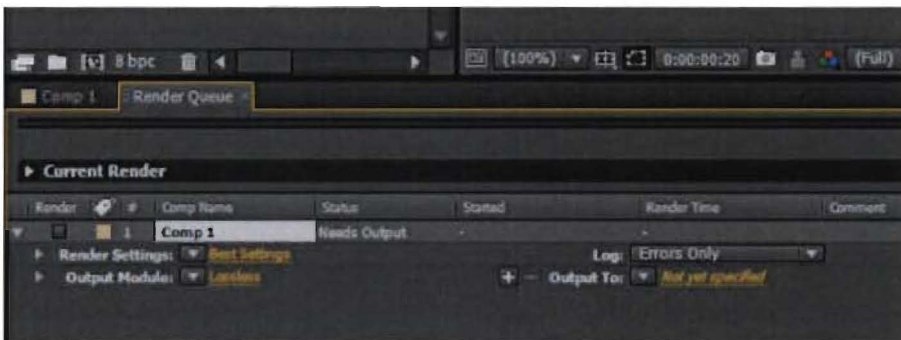 8 bpc (100%) 0:00:00:20 (Full)
Comp 1 Render Queue
Current Render
Render # Comp Name Status Started Render Time Comment
1 Comp 1 Needs Output - -
Render Settings: Best Settings Log: Errors Only
Output Module: Lossless Output To: Not yet specified